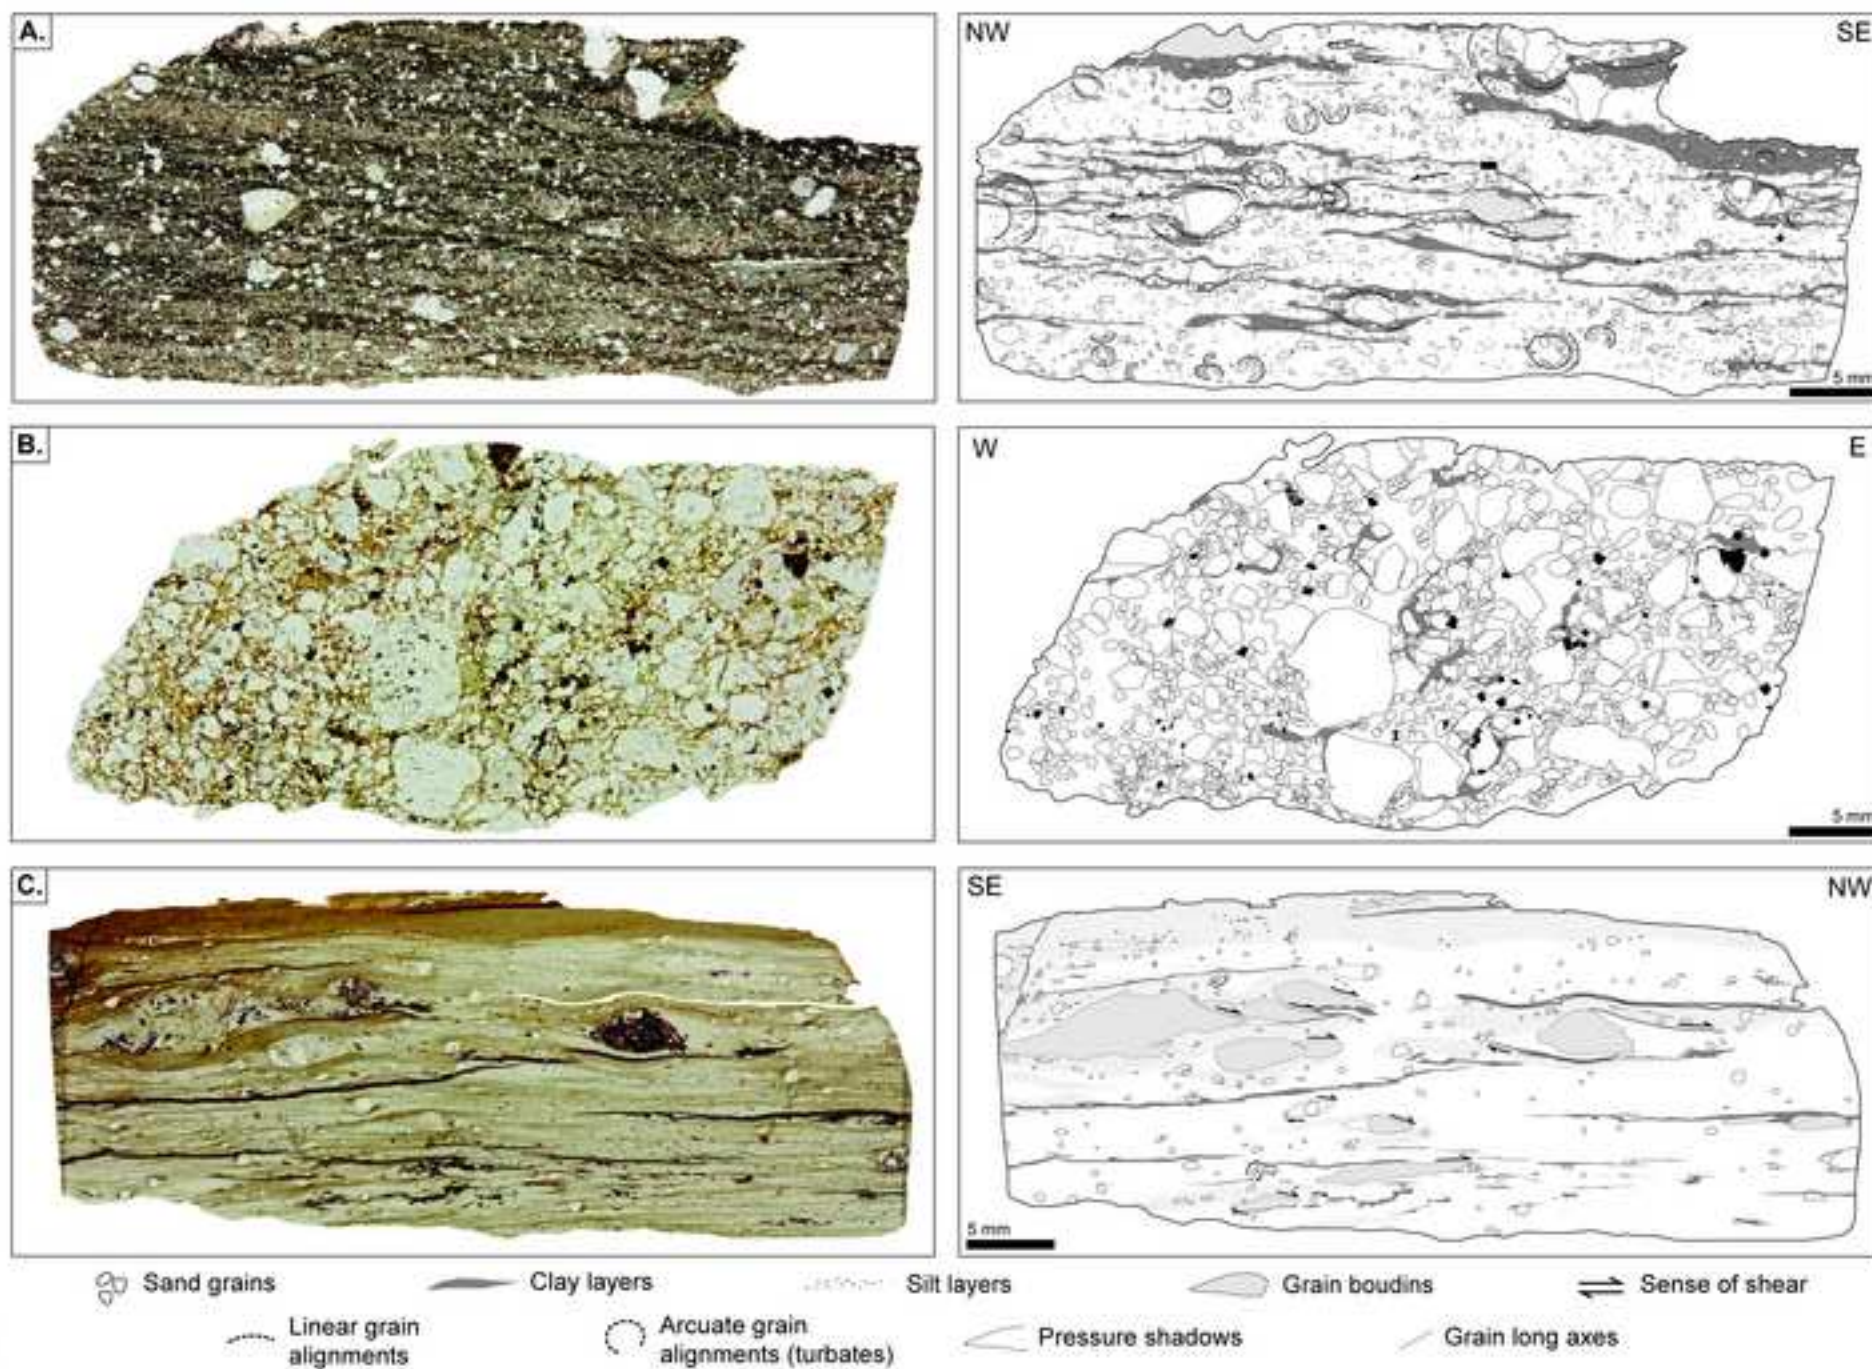 A.
NW SE
5 mm
B.
W E
5 mm
C.
SE NW
5 mm
Sand grains Clay layers Silt layers Grain boudins Sense of shear
Linear grain alignments
Arcuate grain alignments (turbates)
Pressure shadows Grain long axes